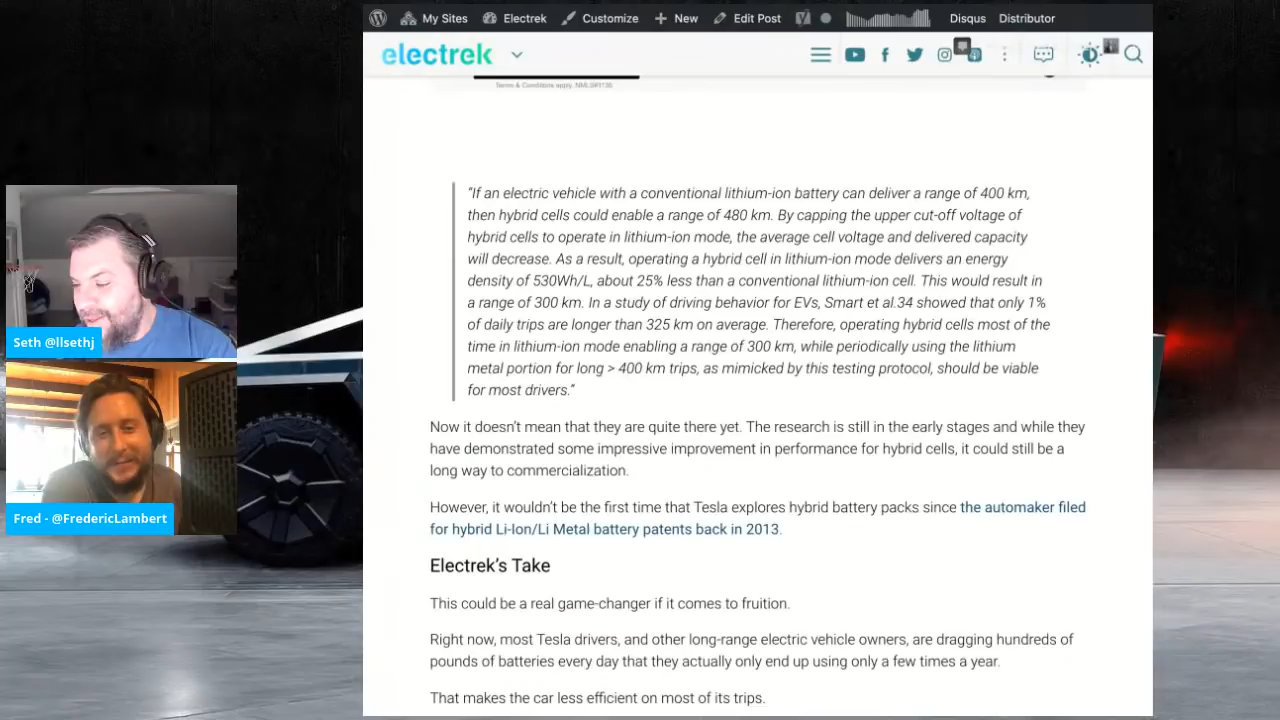 My Sites
Electrek
Customize
New
Edit Post
Disqus
Distributor
electrek
Terms & Conditions apply. NMLS#1136
“If an electric vehicle with a conventional lithium-ion battery can deliver a range of 400 km,
then hybrid cells could enable a range of 480 km. By capping the upper cut-off voltage of
hybrid cells to operate in lithium-ion mode, the average cell voltage and delivered capacity
will decrease. As a result, operating a hybrid cell in lithium-ion mode delivers an energy
density of 530Wh/L, about 25% less than a conventional lithium-ion cell. This would result in
a range of 300 km. In a study of driving behavior for EVs, Smart et al.34 showed that only 1%
of daily trips are longer than 325 km on average. Therefore, operating hybrid cells most of the
time in lithium-ion mode enabling a range of 300 km, while periodically using the lithium
metal portion for long > 400 km trips, as mimicked by this testing protocol, should be viable
for most drivers.”
Seth @llsethj
Fred - @FredericLambert
Now it doesn’t mean that they are quite there yet. The research is still in the early stages and while they
have demonstrated some impressive improvement in performance for hybrid cells, it could still be a
long way to commercialization.
However, it wouldn’t be the first time that Tesla explores hybrid battery packs since the automaker filed
for hybrid Li-Ion/Li Metal battery patents back in 2013.
Electrek’s Take
This could be a real game-changer if it comes to fruition.
Right now, most Tesla drivers, and other long-range electric vehicle owners, are dragging hundreds of
pounds of batteries every day that they actually only end up using only a few times a year.
That makes the car less efficient on most of its trips.